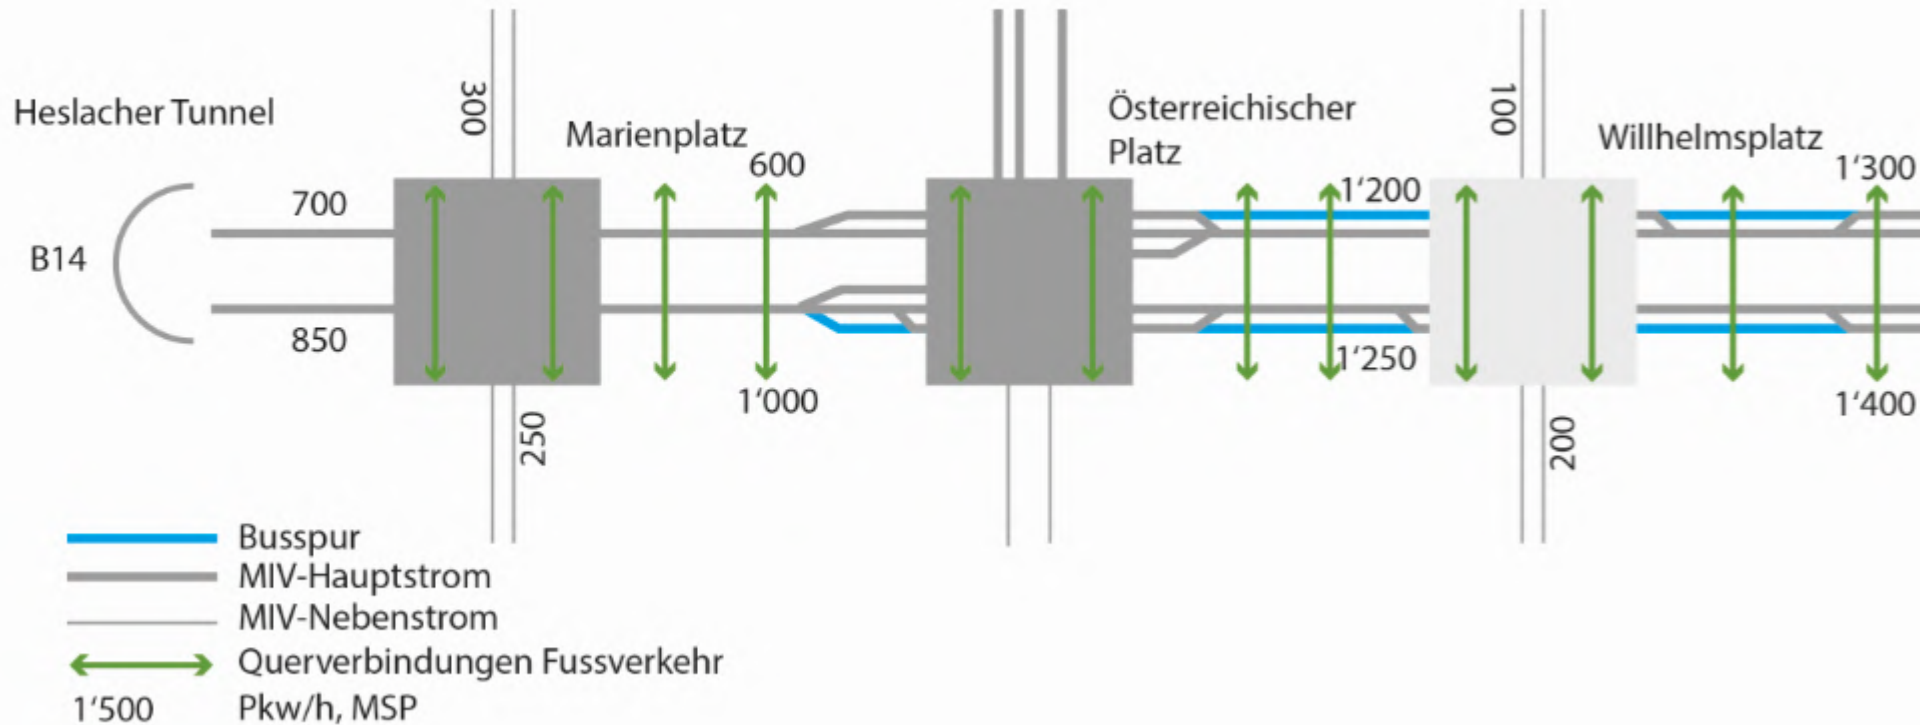 Heslacher Tunnel
B14
700
850
300
250
Marienplatz
600
1'000
Österreichischer
Platz
1'200
1'250
100
200
Willhelmsplatz
1'300
1'400
Busspur
MIV-Hauptstrom
MIV-Nebenstrom
Querverbindungen Fussverkehr
1'500 Pkw/h, MSP